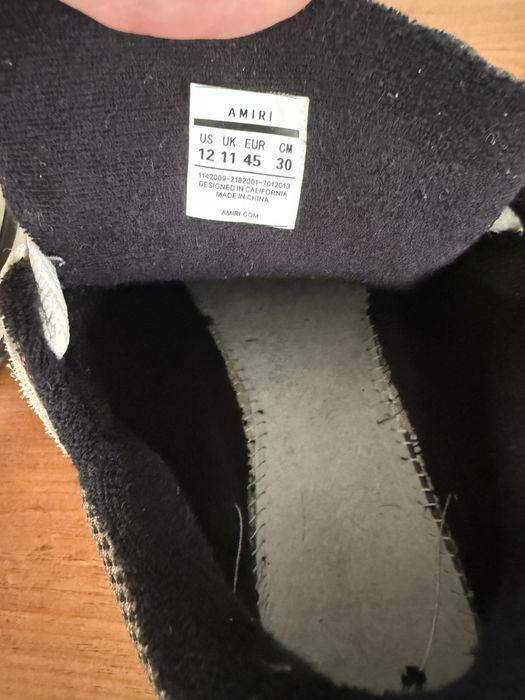 AMIRI
US UK EUR CM
12 11 45 30
1142009-2182001-7012013
DESIGNED IN CALIFORNIA
MADE IN CHINA
AMIRI.COM